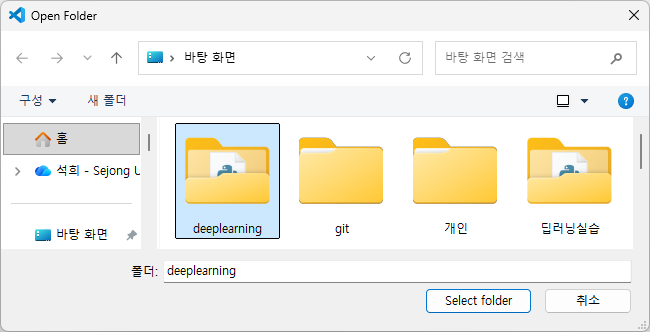 Open Folder
바탕 화면
바탕 화면 검색
구성
새 폴더
홈
석희 - Sejong U
바탕 화면
deeplearning
git
개인
딥러닝실습
폴더:
deeplearning
Select folder
취소